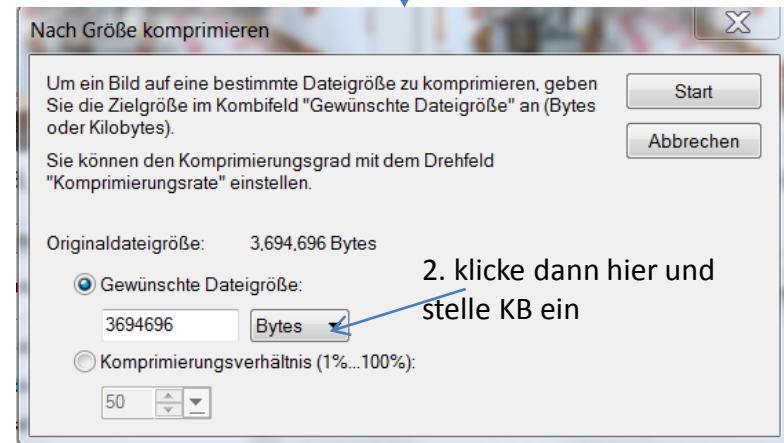 Nach Größe komprimieren
Um ein Bild auf eine bestimmte Dateigröße zu komprimieren, geben
Sie die Zielgröße im Kombifeld "Gewünschte Dateigröße" an (Bytes
oder Kilobytes).
Start
Abbrechen
Sie können den Komprimierungsgrad mit dem Drehfeld
"Komprimierungsrate" einstellen.
Originaldateigröße: 3,694,696 Bytes
2. klicke dann hier und
stelle KB ein
Gewünschte Dateigröße:
3694696 Bytes
Komprimierungsverhältnis (1%...100%):
50